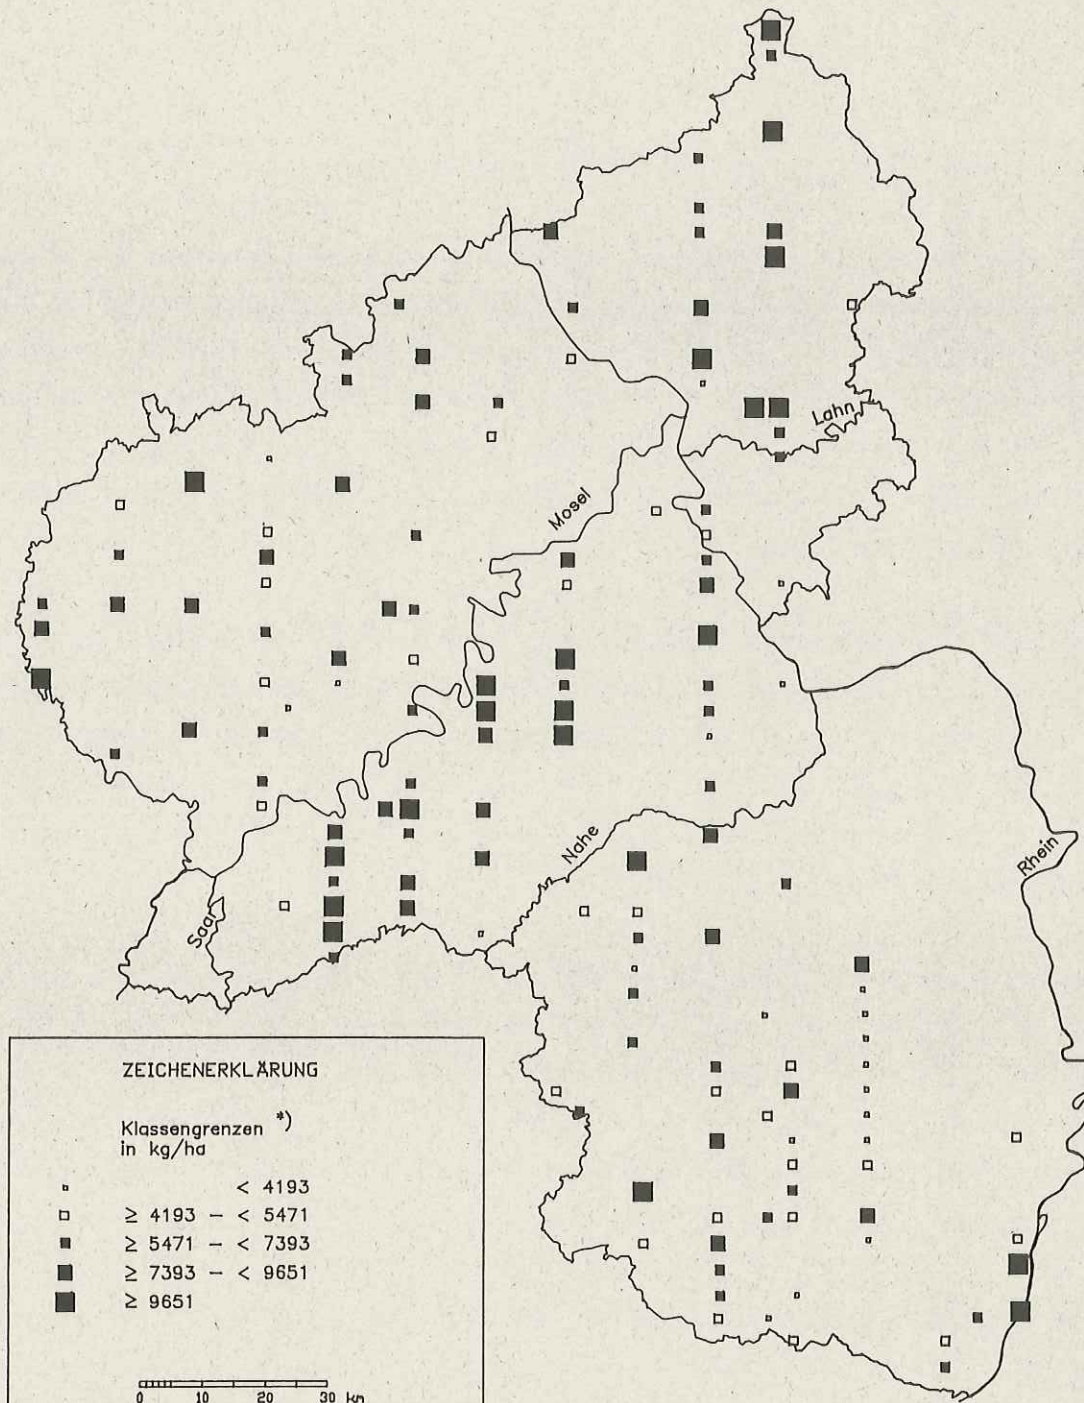 Lahn
Mosel
Nahe
Rhein
Saar
ZEICHENERKLÄRUNG
Klassengrenzen *)
in kg/ha
< 4193
≥ 4193 – < 5471
≥ 5471 – < 7393
≥ 7393 – < 9651
≥ 9651
0 10 20 30 km